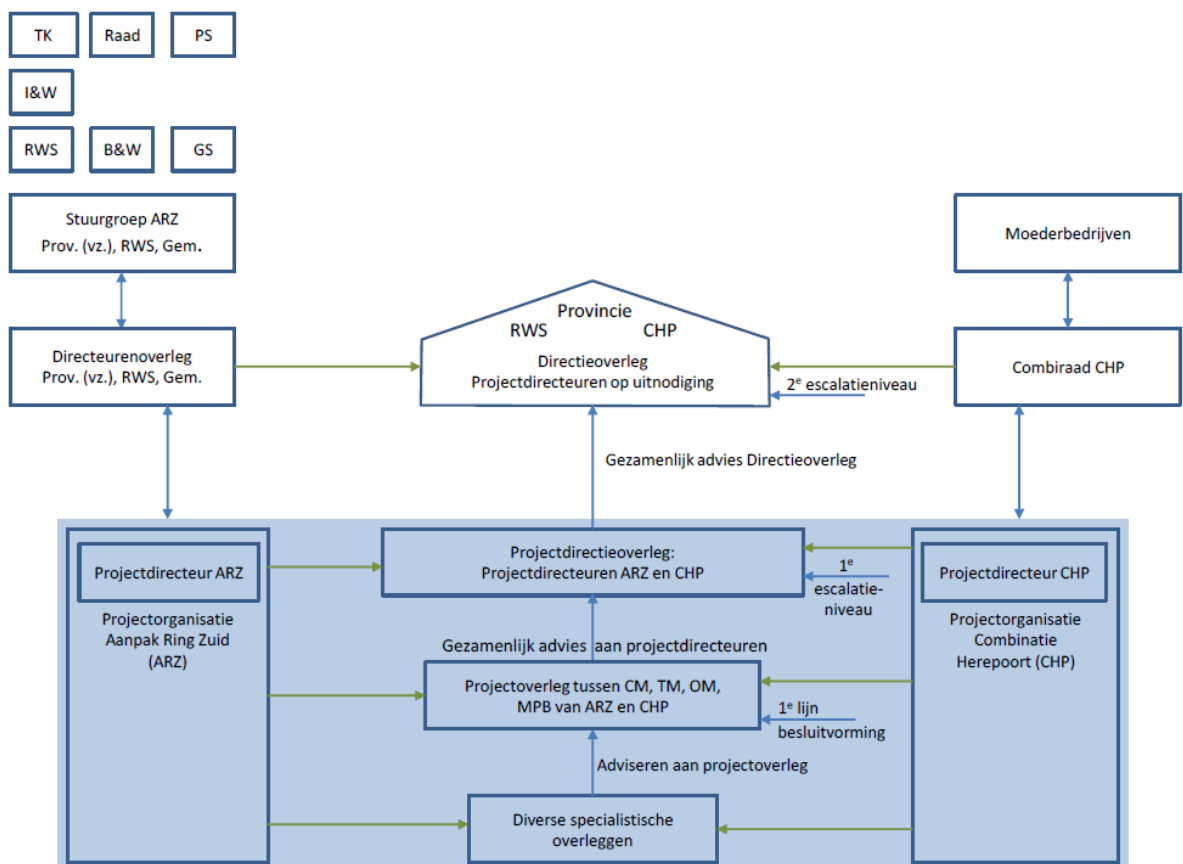 TK
Raad
PS
I&W
RWS
B&W
GS
Stuurgroep ARZ
Prov. (vz.), RWS, Gem.
Moederbedrijven
Provincie
RWS
CHP
Directeurenoverleg
Prov. (vz.), RWS, Gem.
Directieoverleg
Projectdirecteuren op uitnodiging
Combiraad CHP
2e escalatieniveau
Gezamenlijk advies Directieoverleg
Projectdirecteur ARZ
Projectorganisatie
Aanpak Ring Zuid
(ARZ)
Projectdirectieoverleg:
Projectdirecteuren ARZ en CHP
1e
escalatie-
niveau
Projectdirecteur CHP
Projectorganisatie
Combinatie
Herepoort (CHP)
Gezamenlijk advies aan projectdirecteuren
Projectoverleg tussen CM, TM, OM,
MPB van ARZ en CHP
1e lijn
besluitvorming
Adviseren aan projectoverleg
Diverse specialistische
overleggen